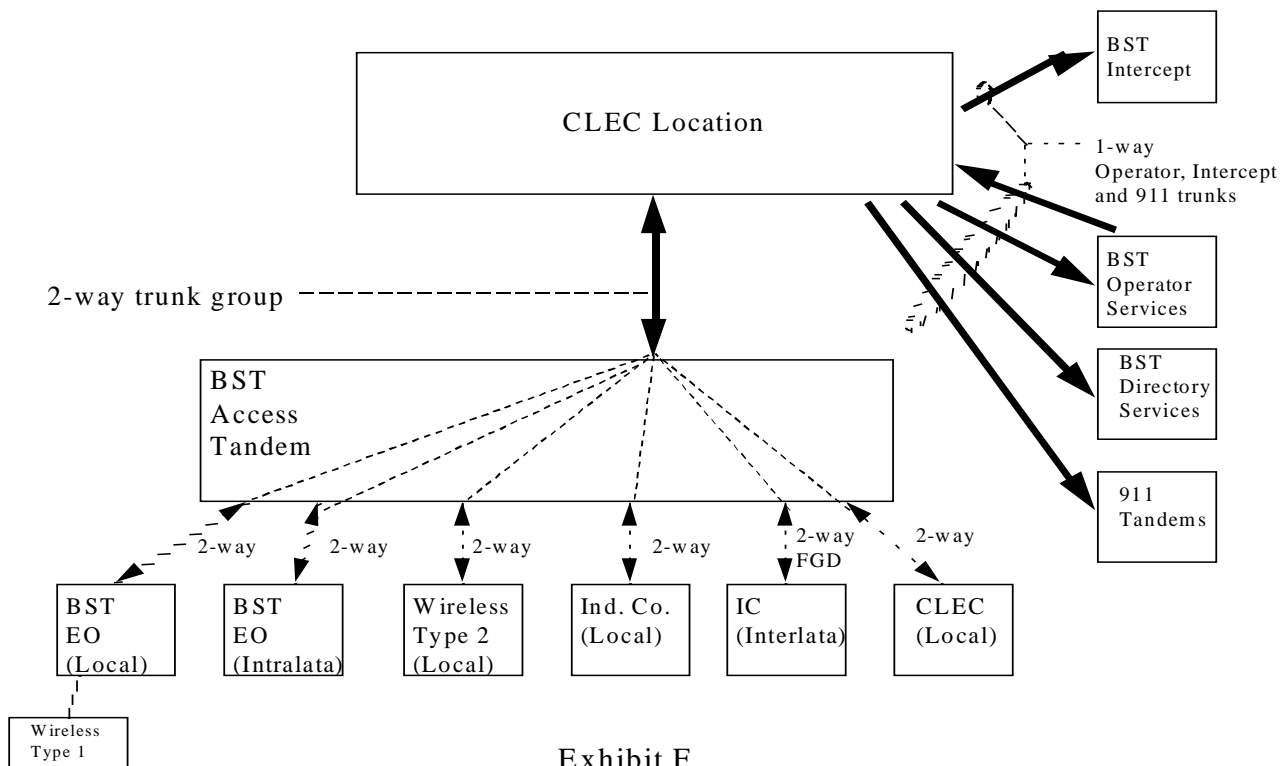 BST
Intercept
CLEC Location
1-way
Operator, Intercept
and 911 trunks
BST
Operator
Services
2-way trunk group
BST
Access
Tandem
BST
Directory
Services
911
Tandems
2-way
2-way
2-way
2-way
2-way
FGD
2-way
BST
EO
(Local)
BST
EO
(Intralata)
Wireless
Type 2
(Local)
Ind. Co.
(Local)
IC
(Interlata)
CLEC
(Local)
Wireless
Type 1